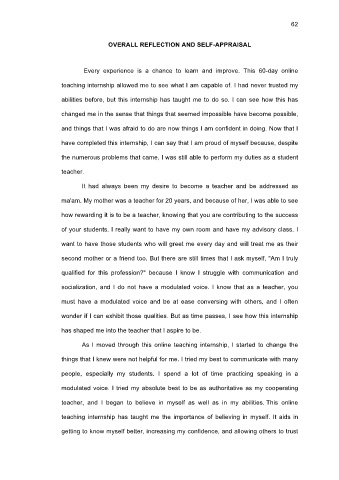 62
OVERALL REFLECTION AND SELF-APPRAISAL
Every experience is a chance to learn and improve. This 60-day online
teaching internship allowed me to see what I am capable of. I had never trusted my
abilities before, but this internship has taught me to do so. I can see how this has
changed me in the sense that things that seemed impossible have become possible,
and things that I was afraid to do are now things I am confident in doing. Now that I
have completed this internship, I can say that I am proud of myself because, despite
the numerous problems that came, I was still able to perform my duties as a student
teacher.
It had always been my desire to become a teacher and be addressed as
ma'am. My mother was a teacher for 20 years, and because of her, I was able to see
how rewarding it is to be a teacher, knowing that you are contributing to the success
of your students. I really want to have my own room and have my advisory class. I
want to have those students who will greet me every day and will treat me as their
second mother or a friend too. But there are still times that I ask myself, "Am I truly
qualified for this profession?" because I know I struggle with communication and
socialization, and I do not have a modulated voice. I know that as a teacher, you
must have a modulated voice and be at ease conversing with others, and I often
wonder if I can exhibit those qualities. But as time passes, I see how this internship
has shaped me into the teacher that I aspire to be.
As I moved through this online teaching internship, I started to change the
things that I knew were not helpful for me. I tried my best to communicate with many
people, especially my students. I spend a lot of time practicing speaking in a
modulated voice. I tried my absolute best to be as authoritative as my cooperating
teacher, and I began to believe in myself as well as in my abilities. This online
teaching internship has taught me the importance of believing in myself. It aids in
getting to know myself better, increasing my confidence, and allowing others to trust